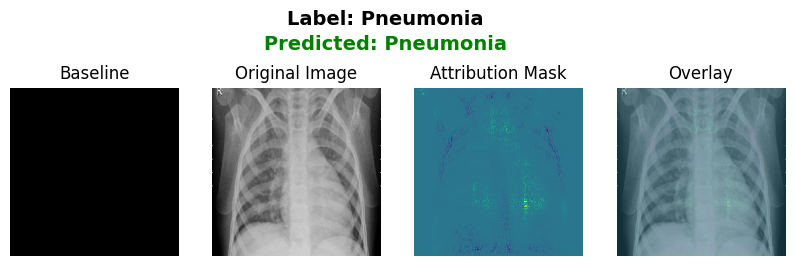 Label: Pneumonia
Predicted: Pneumonia
Baseline
Original Image
Attribution Mask
Overlay
R
R